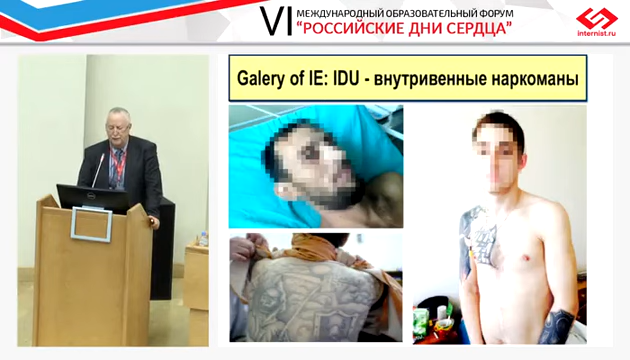 VI МЕЖДУНАРОДНЫЙ ОБРАЗОВАТЕЛЬНЫЙ ФОРУМ
“РОССИЙСКИЕ ДНИ СЕРДЦА”
internist.ru
Galery of IE: IDU - внутривенные наркоманы